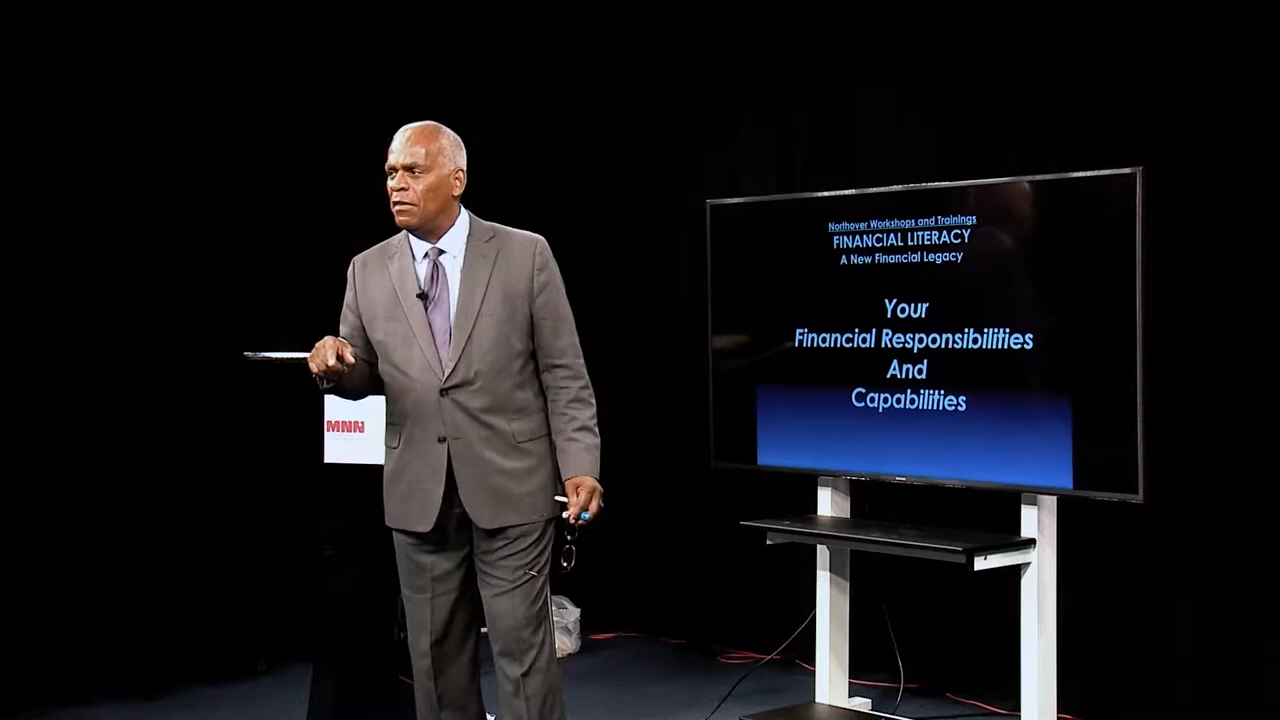 MNN
Northover Workshops and Trainings
FINANCIAL LITERACY
A New Financial Legacy
Your
Financial Responsibilities
And
Capabilities